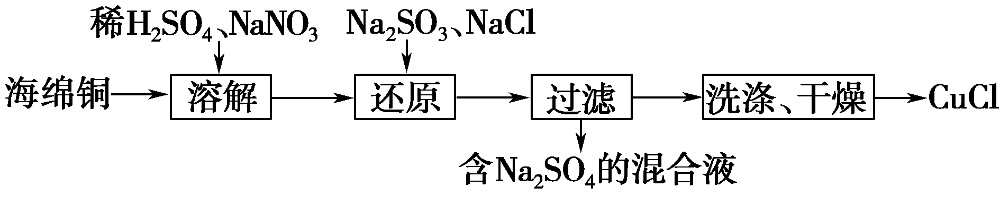 稀H₂SO₄、NaNO₃ Na₂SO₃、NaCl
海绵铜 溶解 还原 过滤 洗涤、干燥 CuCl
含Na₂SO₄的混合液